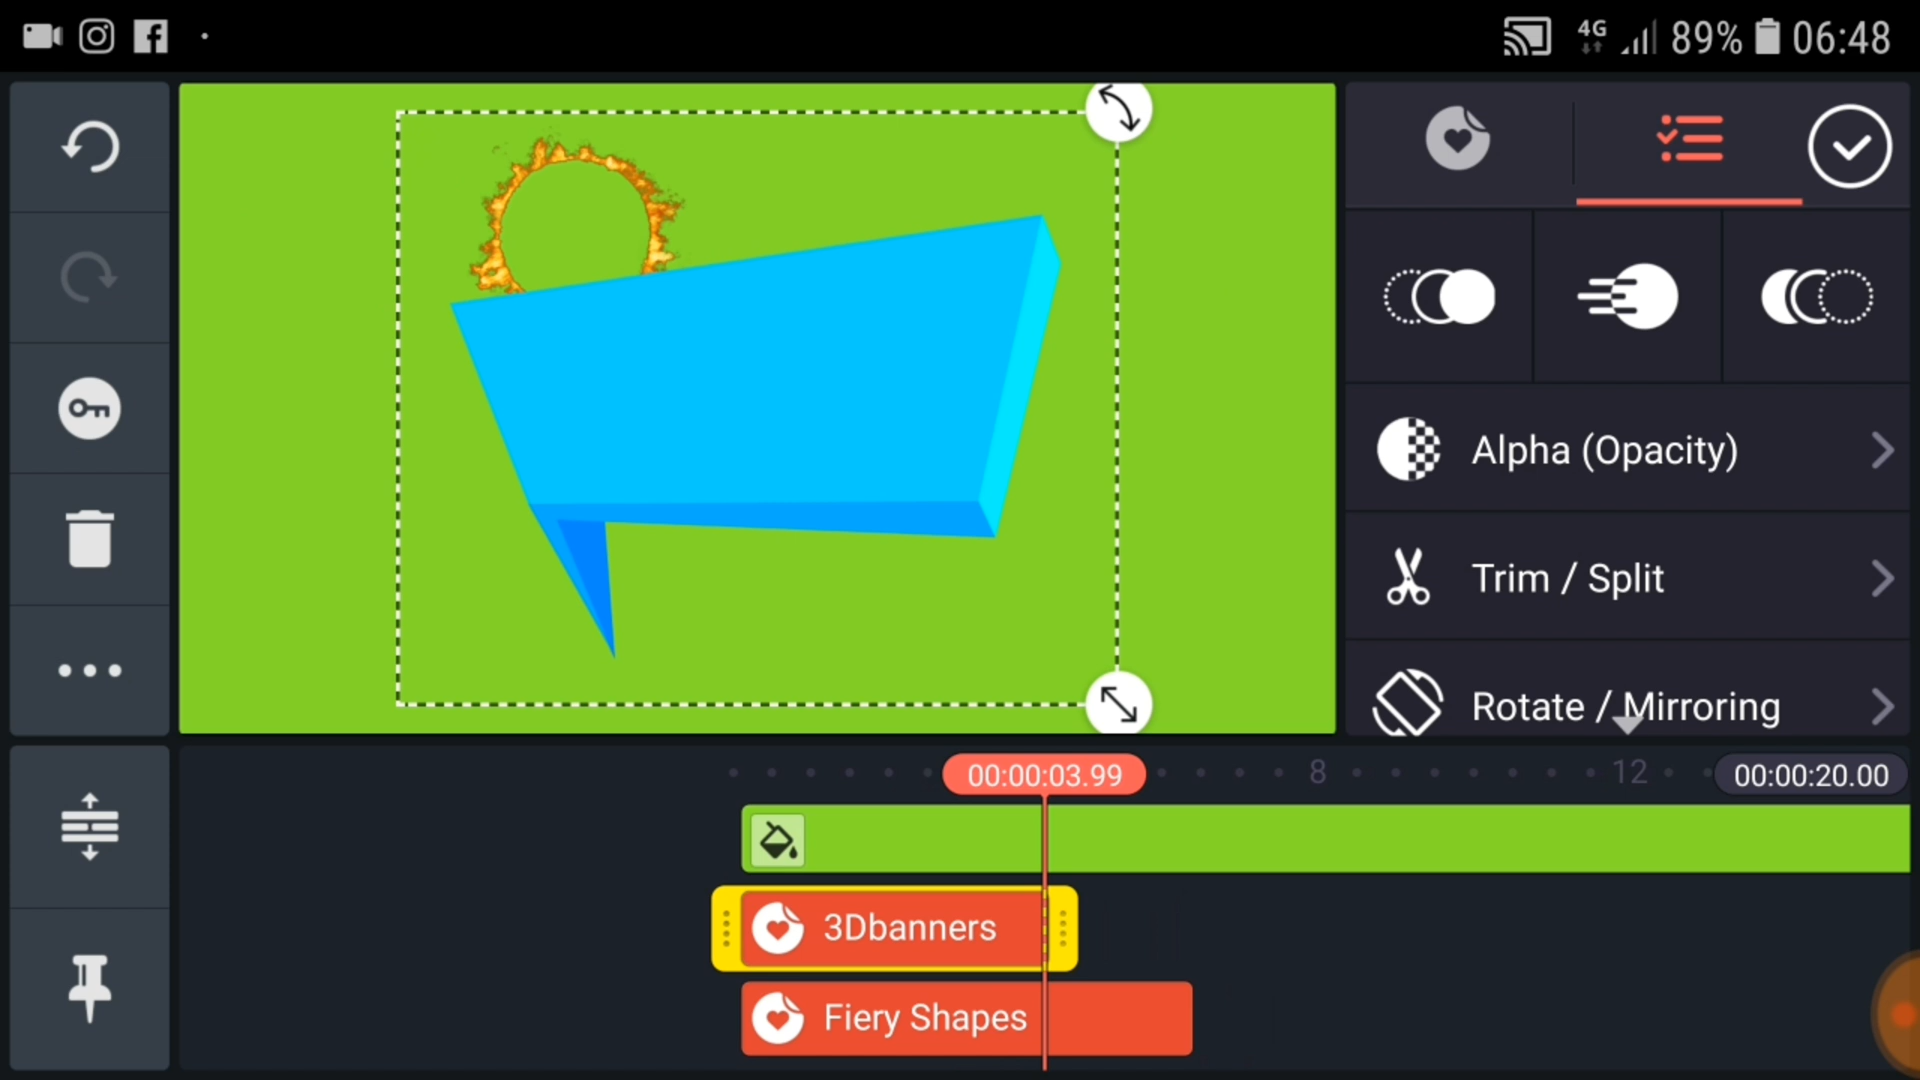 4G 89% 06:48
Alpha (Opacity)
Trim / Split
Rotate / Mirroring
00:00:03.99 8 12 00:00:20.00
3Dbanners
Fiery Shapes